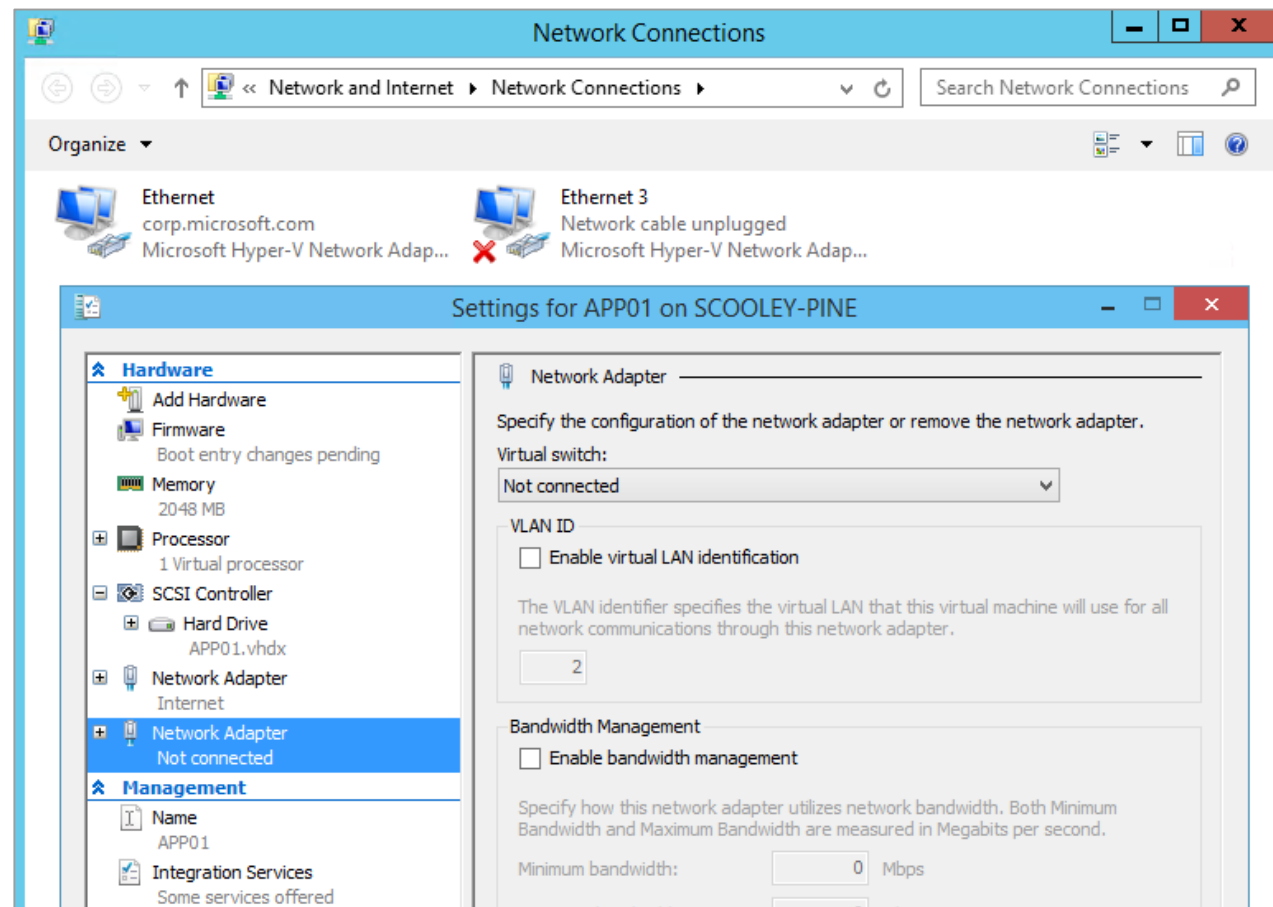 Network Connections
« Network and Internet Network Connections
Search Network Connections
Organize
Ethernet
corp.microsoft.com
Microsoft Hyper-V Network Adap...
Ethernet 3
Network cable unplugged
Microsoft Hyper-V Network Adap...
Settings for APP01 on SCOOLEY-PINE
Hardware
Add Hardware
Firmware
Boot entry changes pending
Memory
2048 MB
Processor
1 Virtual processor
SCSI Controller
Hard Drive
APP01.vhdx
Network Adapter
Internet
Network Adapter
Not connected
Management
Name
APP01
Integration Services
Some services offered
Network Adapter
Specify the configuration of the network adapter or remove the network adapter.
Virtual switch:
Not connected
VLAN ID
Enable virtual LAN identification
The VLAN identifier specifies the virtual LAN that this virtual machine will use for all
network communications through this network adapter.
2
Bandwidth Management
Enable bandwidth management
Specify how this network adapter utilizes network bandwidth. Both Minimum
Bandwidth and Maximum Bandwidth are measured in Megabits per second.
Minimum bandwidth: 0 Mbps